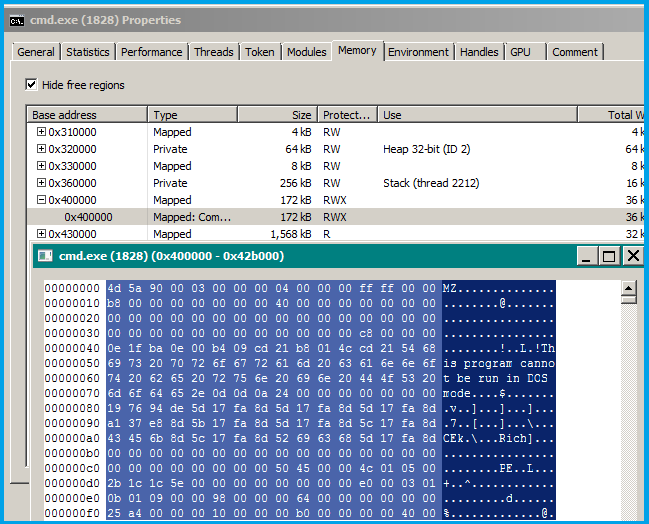 cmd.exe (1828) Properties
General Statistics Performance Threads Token Modules Memory Environment Handles GPU Comment
Hide free regions
Base address Type Size Protect... Use Total W
0x310000 Mapped 4 kB RW 4 k
0x320000 Private 64 kB RW Heap 32-bit (ID 2) 64 k
0x330000 Mapped 8 kB RW 8 k
0x360000 Private 256 kB RW Stack (thread 2212) 16 k
0x400000 Mapped 172 kB RWX 36 k
0x400000 Mapped: Com... 172 kB RWX 36 k
0x430000 Mapped 1,568 kB R 32 k
cmd.exe (1828) (0x400000 - 0x42b000)
00000000 4d 5a 90 00 03 00 00 00 04 00 00 00 ff ff 00 00 MZ..............
00000010 b8 00 00 00 00 00 00 00 40 00 00 00 00 00 00 00 ........@.......
00000020 00 00 00 00 00 00 00 00 00 00 00 00 00 00 00 00 ................
00000030 00 00 00 00 00 00 00 00 00 00 00 00 c8 00 00 00 ................
00000040 0e 1f ba 0e 00 b4 09 cd 21 b8 01 4c cd 21 54 68 ........!..L.!Th
00000050 69 73 20 70 72 6f 67 72 61 6d 20 63 61 6e 6e 6f is program canno
00000060 74 20 62 65 20 72 75 6e 20 69 6e 20 44 4f 53 20 t be run in DOS
00000070 6d 6f 64 65 2e 0d 0d 0a 24 00 00 00 00 00 00 00 mode....$.......
00000080 19 76 94 de 5d 17 fa 8d 5d 17 fa 8d 5d 17 fa 8d .v..]...]...]...
00000090 a1 37 e8 8d 5b 17 fa 8d 5d 17 fa 8d 5c 17 fa 8d .7..[...]...\...
000000a0 43 45 6b 8d 5c 17 fa 8d 52 69 63 68 5d 17 fa 8d CEk.\...Rich]...
000000b0 00 00 00 00 00 00 00 00 00 00 00 00 00 00 00 00 ................
000000c0 00 00 00 00 00 00 00 00 50 45 00 00 4c 01 05 00 ........PE..L...
000000d0 2b 1c 1c 5e 00 00 00 00 00 00 00 00 e0 00 03 01 +..^............
000000e0 0b 01 09 00 00 98 00 00 00 64 00 00 00 00 00 00 .........d......
000000f0 25 a4 00 00 00 10 00 00 00 b0 00 00 00 00 40 00 %.............@.